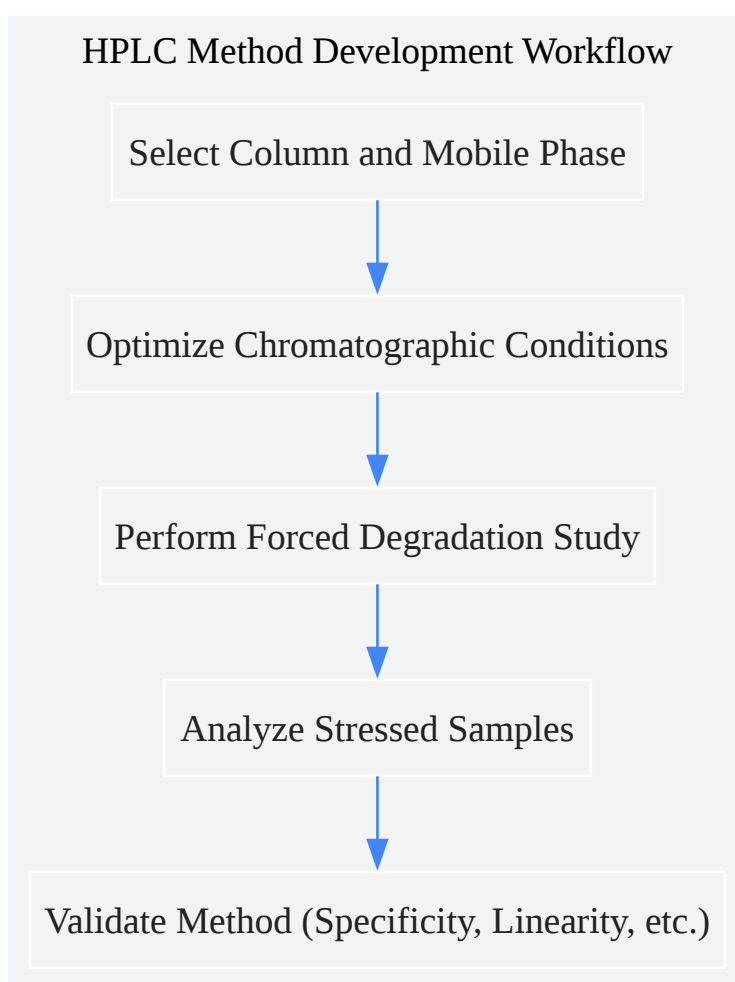 HPLC Method Development Workflow
Select Column and Mobile Phase
Optimize Chromatographic Conditions
Perform Forced Degradation Study
Analyze Stressed Samples
Validate Method (Specificity, Linearity, etc.)